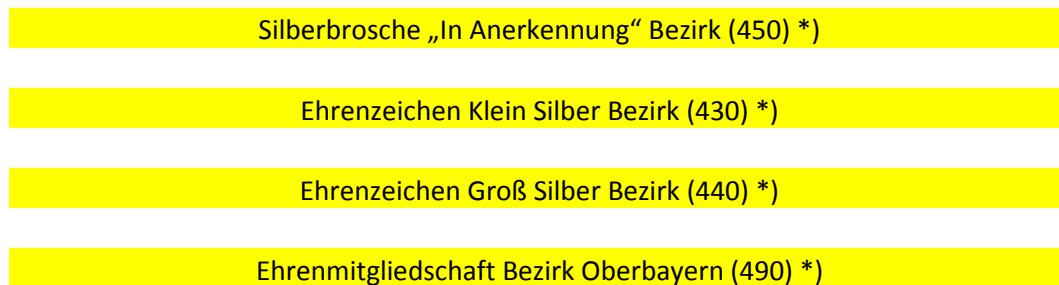 Silberbrosche „In Anerkennung“ Bezirk (450) *)
Ehrenzeichen Klein Silber Bezirk (430) *)
Ehrenzeichen Groß Silber Bezirk (440) *)
Ehrenmitgliedschaft Bezirk Oberbayern (490) *)